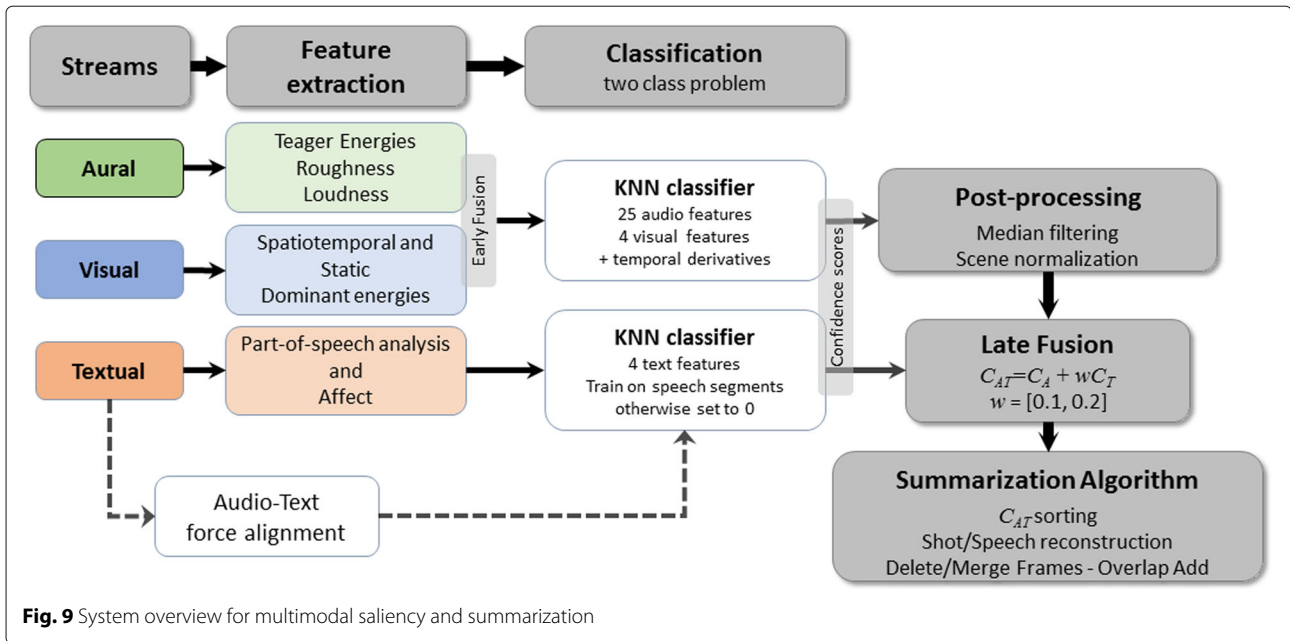 Streams
Feature
extraction
Classification
two class problem
Aural
Teager Energies
Roughness
Loudness
Early Fusion
KNN classifier
25 audio features
4 visual features
+ temporal derivatives
Confidence scores
Post-processing
Median filtering
Scene normalization
Visual
Spatiotemporal and
Static
Dominant energies
Textual
Part-of-speech analysis
and
Affect
KNN classifier
4 text features
Train on speech segments
otherwise set to 0
Late Fusion
C_AT=C_A + wC_T
w = [0.1, 0.2]
Audio-Text
force alignment
Summarization Algorithm
C_AT sorting
Shot/Speech reconstruction
Delete/Merge Frames - Overlap Add
Fig. 9 System overview for multimodal saliency and summarization